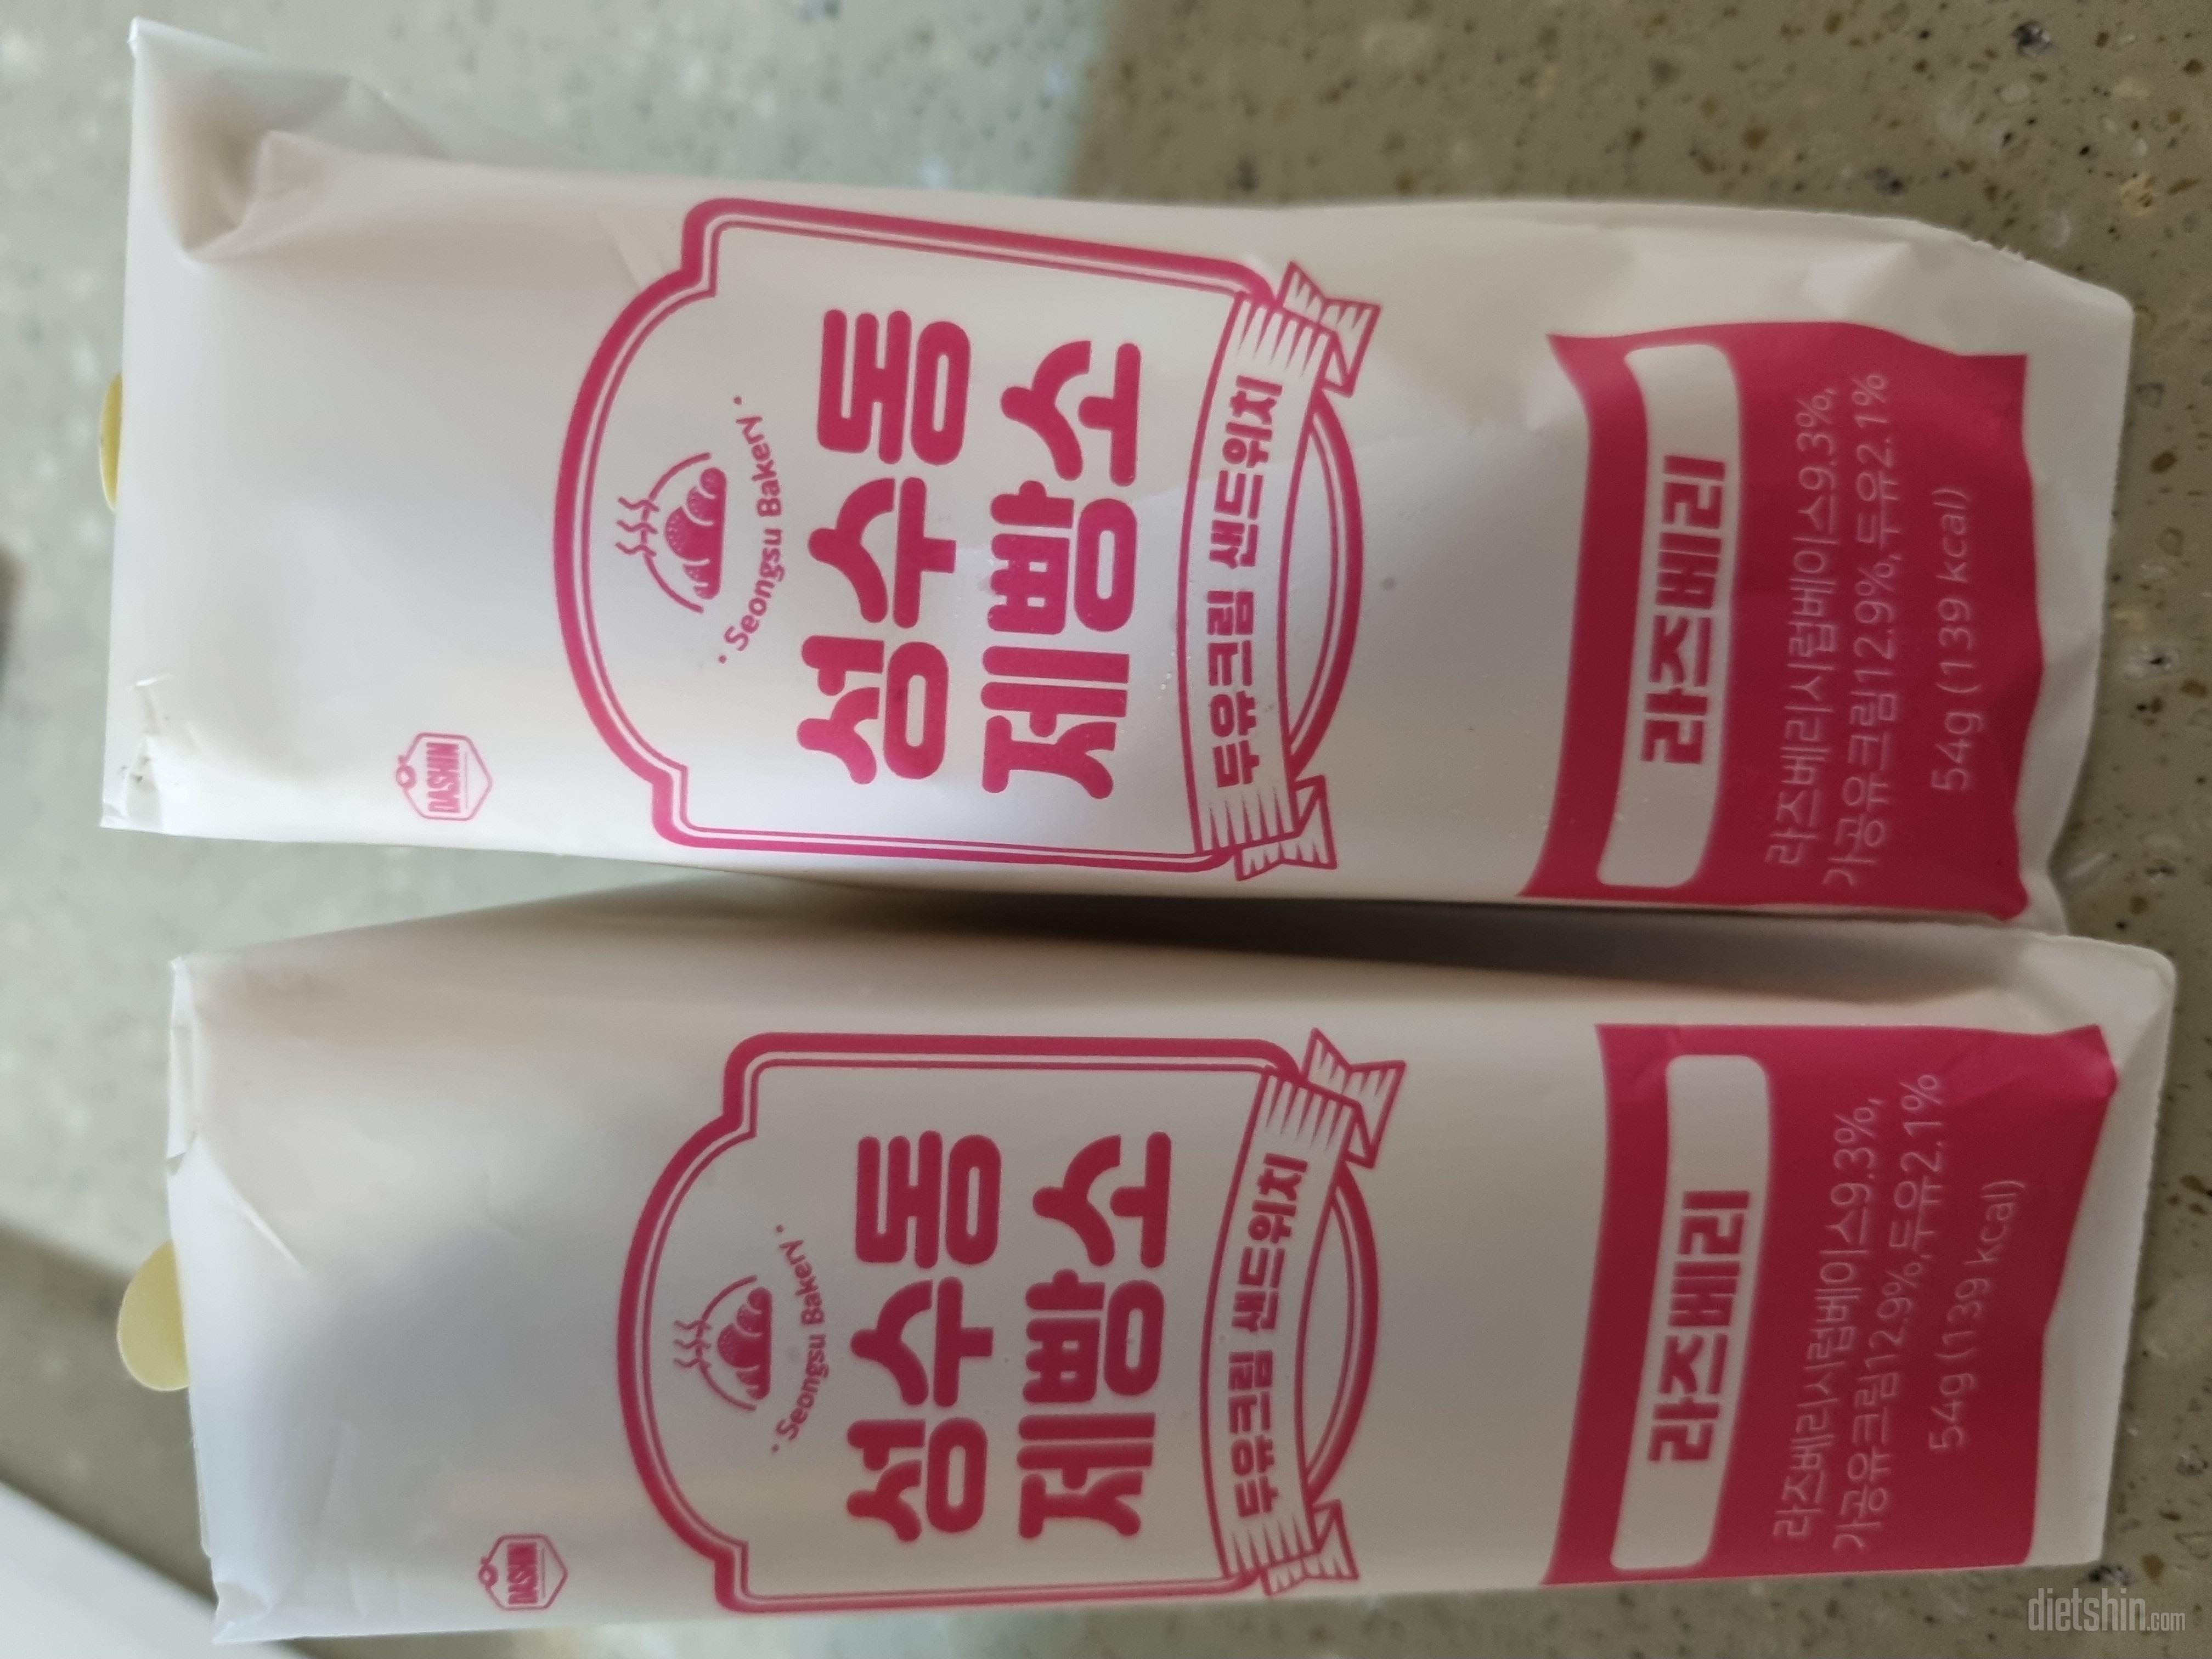 DASHIN
Seongsu Bakery
성수동
제빵소
두유크림 샌드위치
라즈베리
라즈베리시럽베이스9.3%,
가공유크림12.9%,두유2.1%
54g (139 kcal)
DASHIN
Seongsu Bakery
성수동
제빵소
두유크림 샌드위치
라즈베리
라즈베리시럽베이스9.3%,
가공유크림12.9%,두유2.1%
54g (139 kcal)
dietshin.com